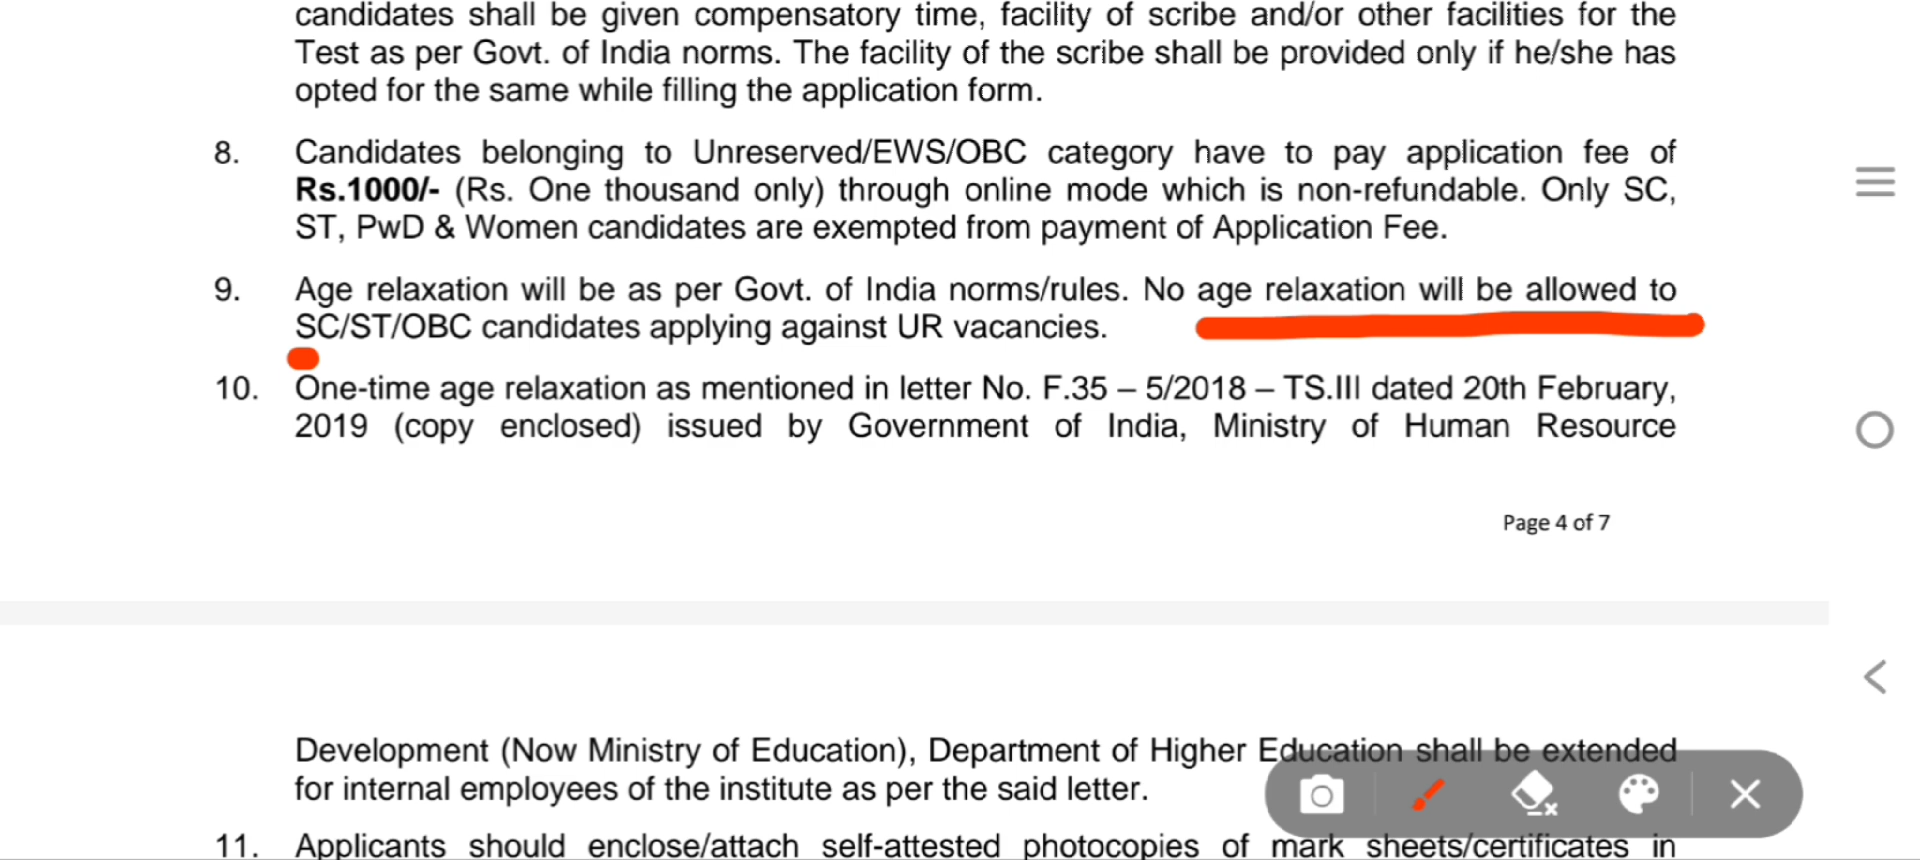 candidates shall be given compensatory time, facility of scribe and/or other facilities for the
Test as per Govt. of India norms. The facility of the scribe shall be provided only if he/she has
opted for the same while filling the application form.
8. Candidates belonging to Unreserved/EWS/OBC category have to pay application fee of
Rs.1000/- (Rs. One thousand only) through online mode which is non-refundable. Only SC,
ST, PwD & Women candidates are exempted from payment of Application Fee.
9. Age relaxation will be as per Govt. of India norms/rules. No age relaxation will be allowed to
SC/ST/OBC candidates applying against UR vacancies.
10. One-time age relaxation as mentioned in letter No. F.35 – 5/2018 – TS.III dated 20th February,
2019 (copy enclosed) issued by Government of India, Ministry of Human Resource
Page 4 of 7
Development (Now Ministry of Education), Department of Higher Education shall be extended
for internal employees of the institute as per the said letter.
11. Applicants should enclose/attach self-attested photocopies of mark sheets/certificates in